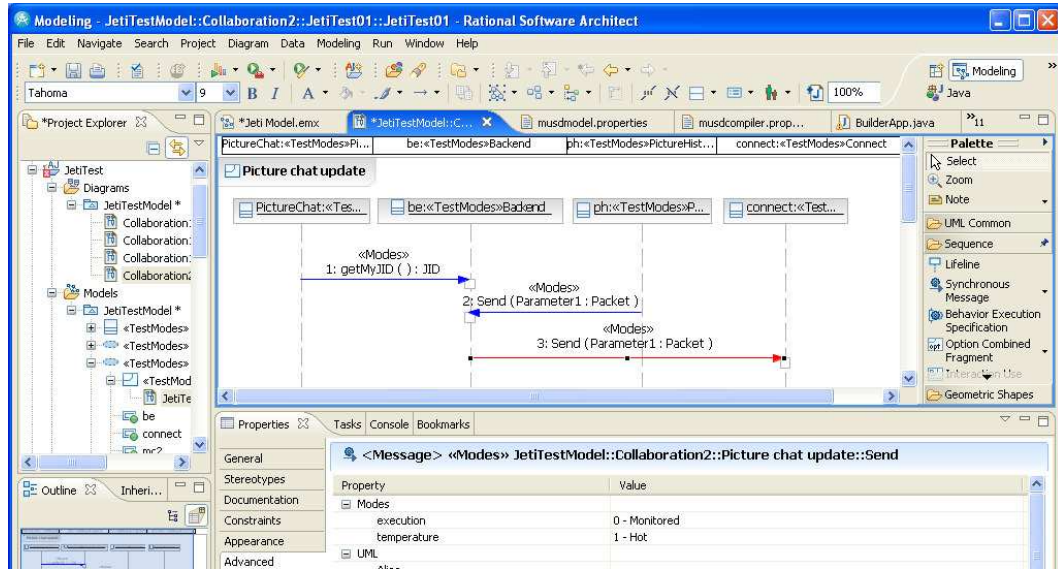 Modeling - JetiTestModel::Collaboration2::JetiTest01::JetiTest01 - Rational Software Architect
File Edit Navigate Search Project Diagram Data Modeling Run Window Help
Modeling
Tahoma 9 B I A 100% Java
*Project Explorer
JetiTest
Diagrams
JetiTestModel *
Collaboration:
Collaboration:
Collaboration:
Collaboration2
Models
JetiTestModel *
«TestModes»
«TestModes»
«TestModes»
«TestMod
JetiTe
be
connect
mc2
Outline Inheri...
*Jeti Model.emx *JetiTestModel::C... musdmodel.properties musdcompiler.prop... BuilderApp.java 11
PictureChat:«TestModes»Pi... be:«TestModes»Backend ph:«TestModes»PictureHist... connect:«TestModes»Connect
Picture chat update
PictureChat:«Tes... be:«TestModes»Backend ph:«TestModes»P... connect:«Test...
«Modes»
1: getMyJID ( ) : JID
«Modes»
2: Send ( Parameter1 : Packet )
«Modes»
3: Send ( Parameter1 : Packet )
Palette
Select
Zoom
Note
UML Common
Sequence
Lifeline
Synchronous
Message
Behavior Execution
Specification
Option Combined
Fragment
Interaction Use
Geometric Shapes
Properties Tasks Console Bookmarks
General
Stereotypes
Documentation
Constraints
Appearance
Advanced
<Message> «Modes» JetiTestModel::Collaboration2::Picture chat update::Send
Property Value
Modes
execution 0 - Monitored
temperature 1 - Hot
UML
Alias